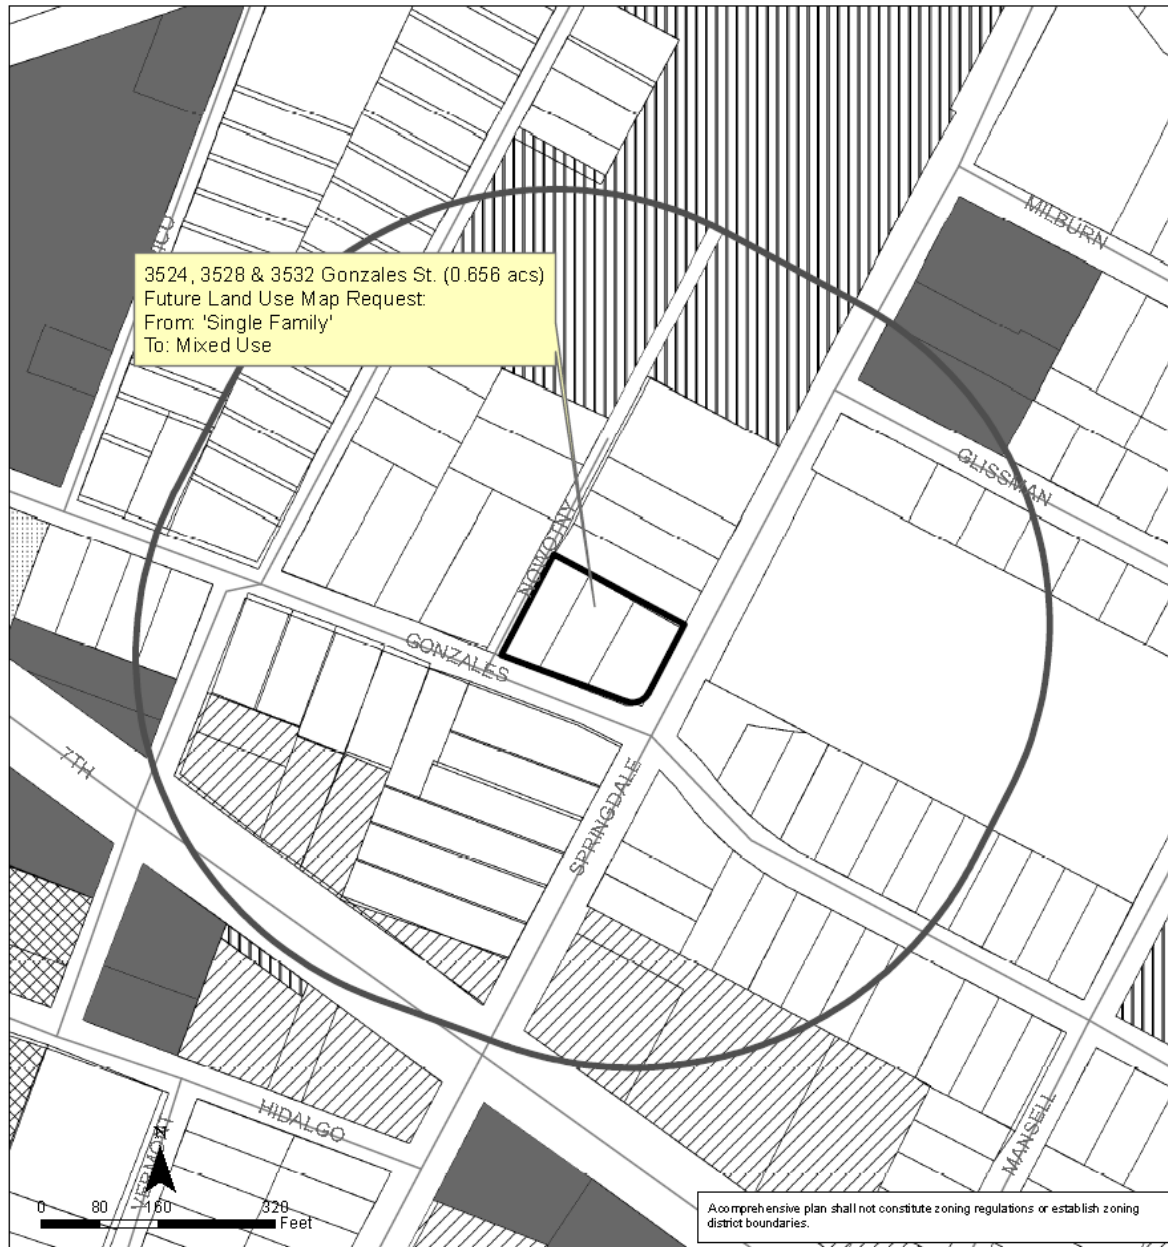 MILBURN
3524, 3528 & 3532 Gonzales St. (0.656 acs)
Future Land Use Map Request:
From: 'Single Family'
To: Mixed Use
GLISSMAN
NOWOTNY
GONZALES
7TH
SPRINGDALE
HIDALGO
MANSELL
VERMONT
N
0 80 160 320
Feet
Acomprehensive plan shall not constitute zoning regulations or establish zoning
district boundaries.